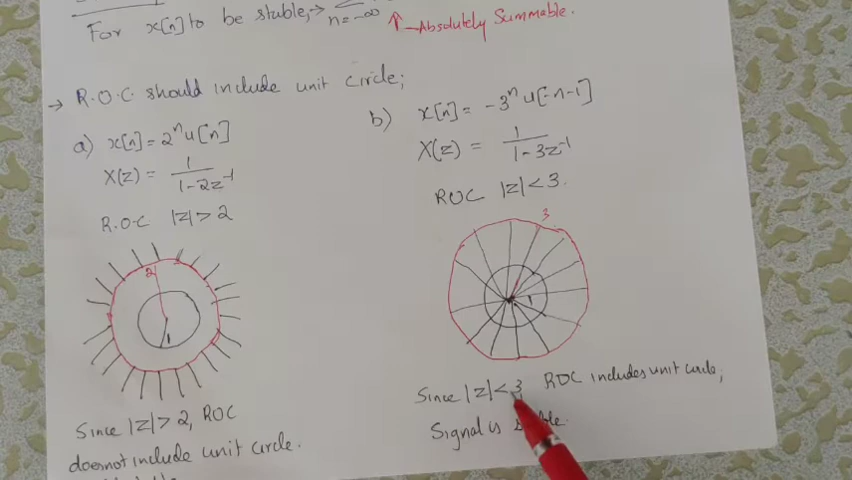 For x[n] to be stable, → Σ
n=-∞
↑ Absolutely Summable.
→ R.O.C should include unit circle;
a) x[n] = 2ⁿu[n]
X(z) = 1/(1-2z⁻¹)
R.O.C |z| > 2
2
1
Since |z| > 2, ROC
doesnot include unit circle.
b) x[n] = -3ⁿ u[-n-1]
X(z) = 1/(1-3z⁻¹)
ROC |z| < 3.
3
1
Since |z| < 3 ROC includes unit circle;
Signal is stable.